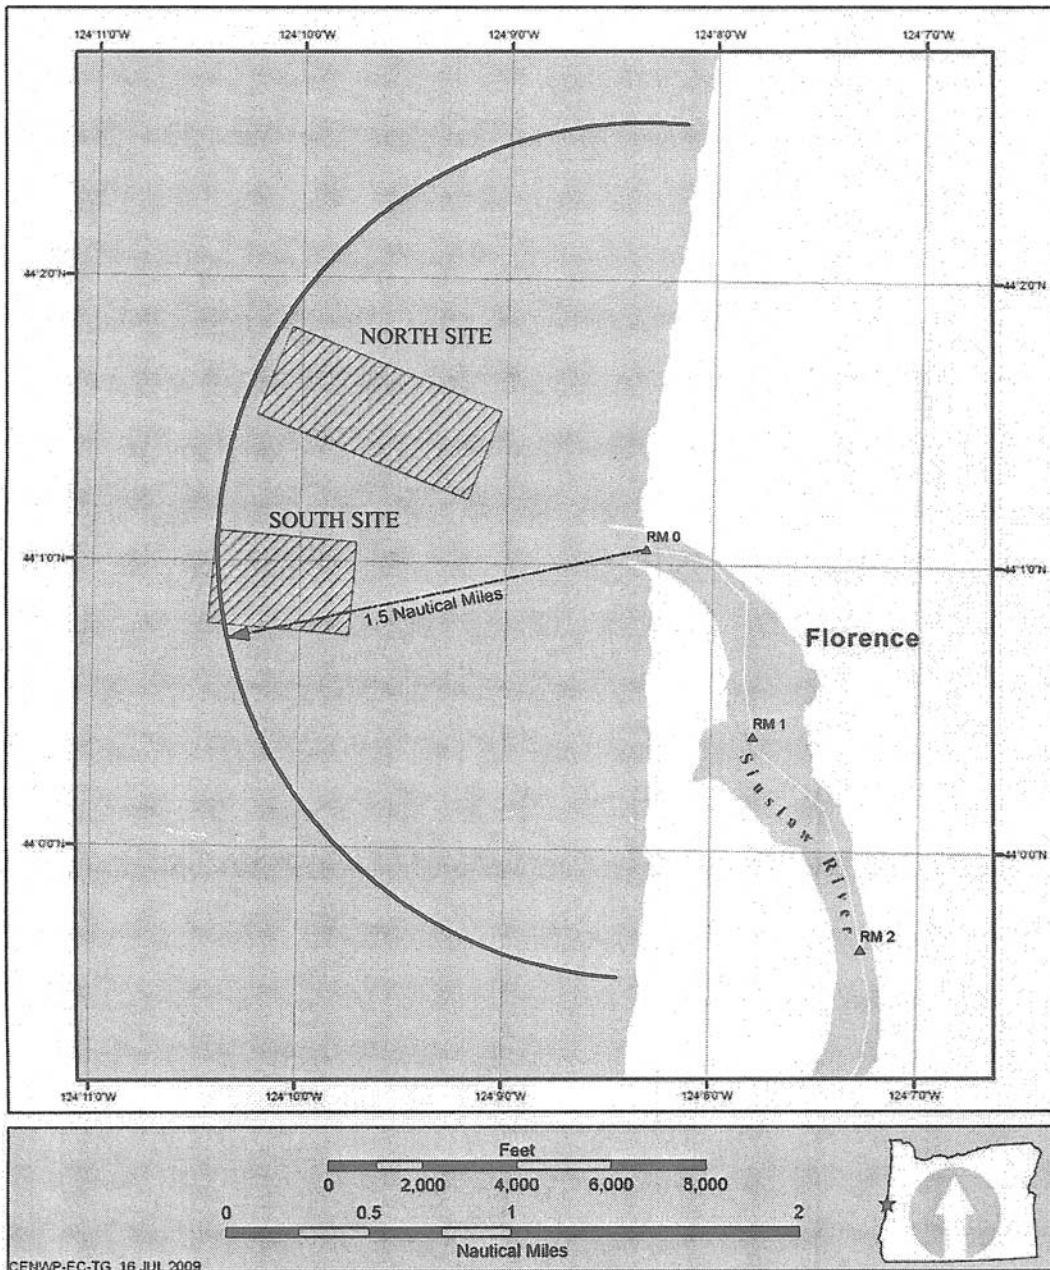 124°11'0"W 124°10'0"W 124°9'0"W 124°8'0"W 124°7'0"W
44°2'0"N 44°2'0"N
NORTH SITE
SOUTH SITE
RM 0
44°1'0"N 44°1'0"N
1.5 Nautical Miles
Florence
RM 1
Siuslaw River
44°0'0"N 44°0'0"N
RM 2
124°11'0"W 124°10'0"W 124°9'0"W 124°8'0"W 124°7'0"W
Feet
0 2,000 4,000 6,000 8,000
0 0.5 1 2
Nautical Miles
CENWP-EC-TG 16 JUL 2009